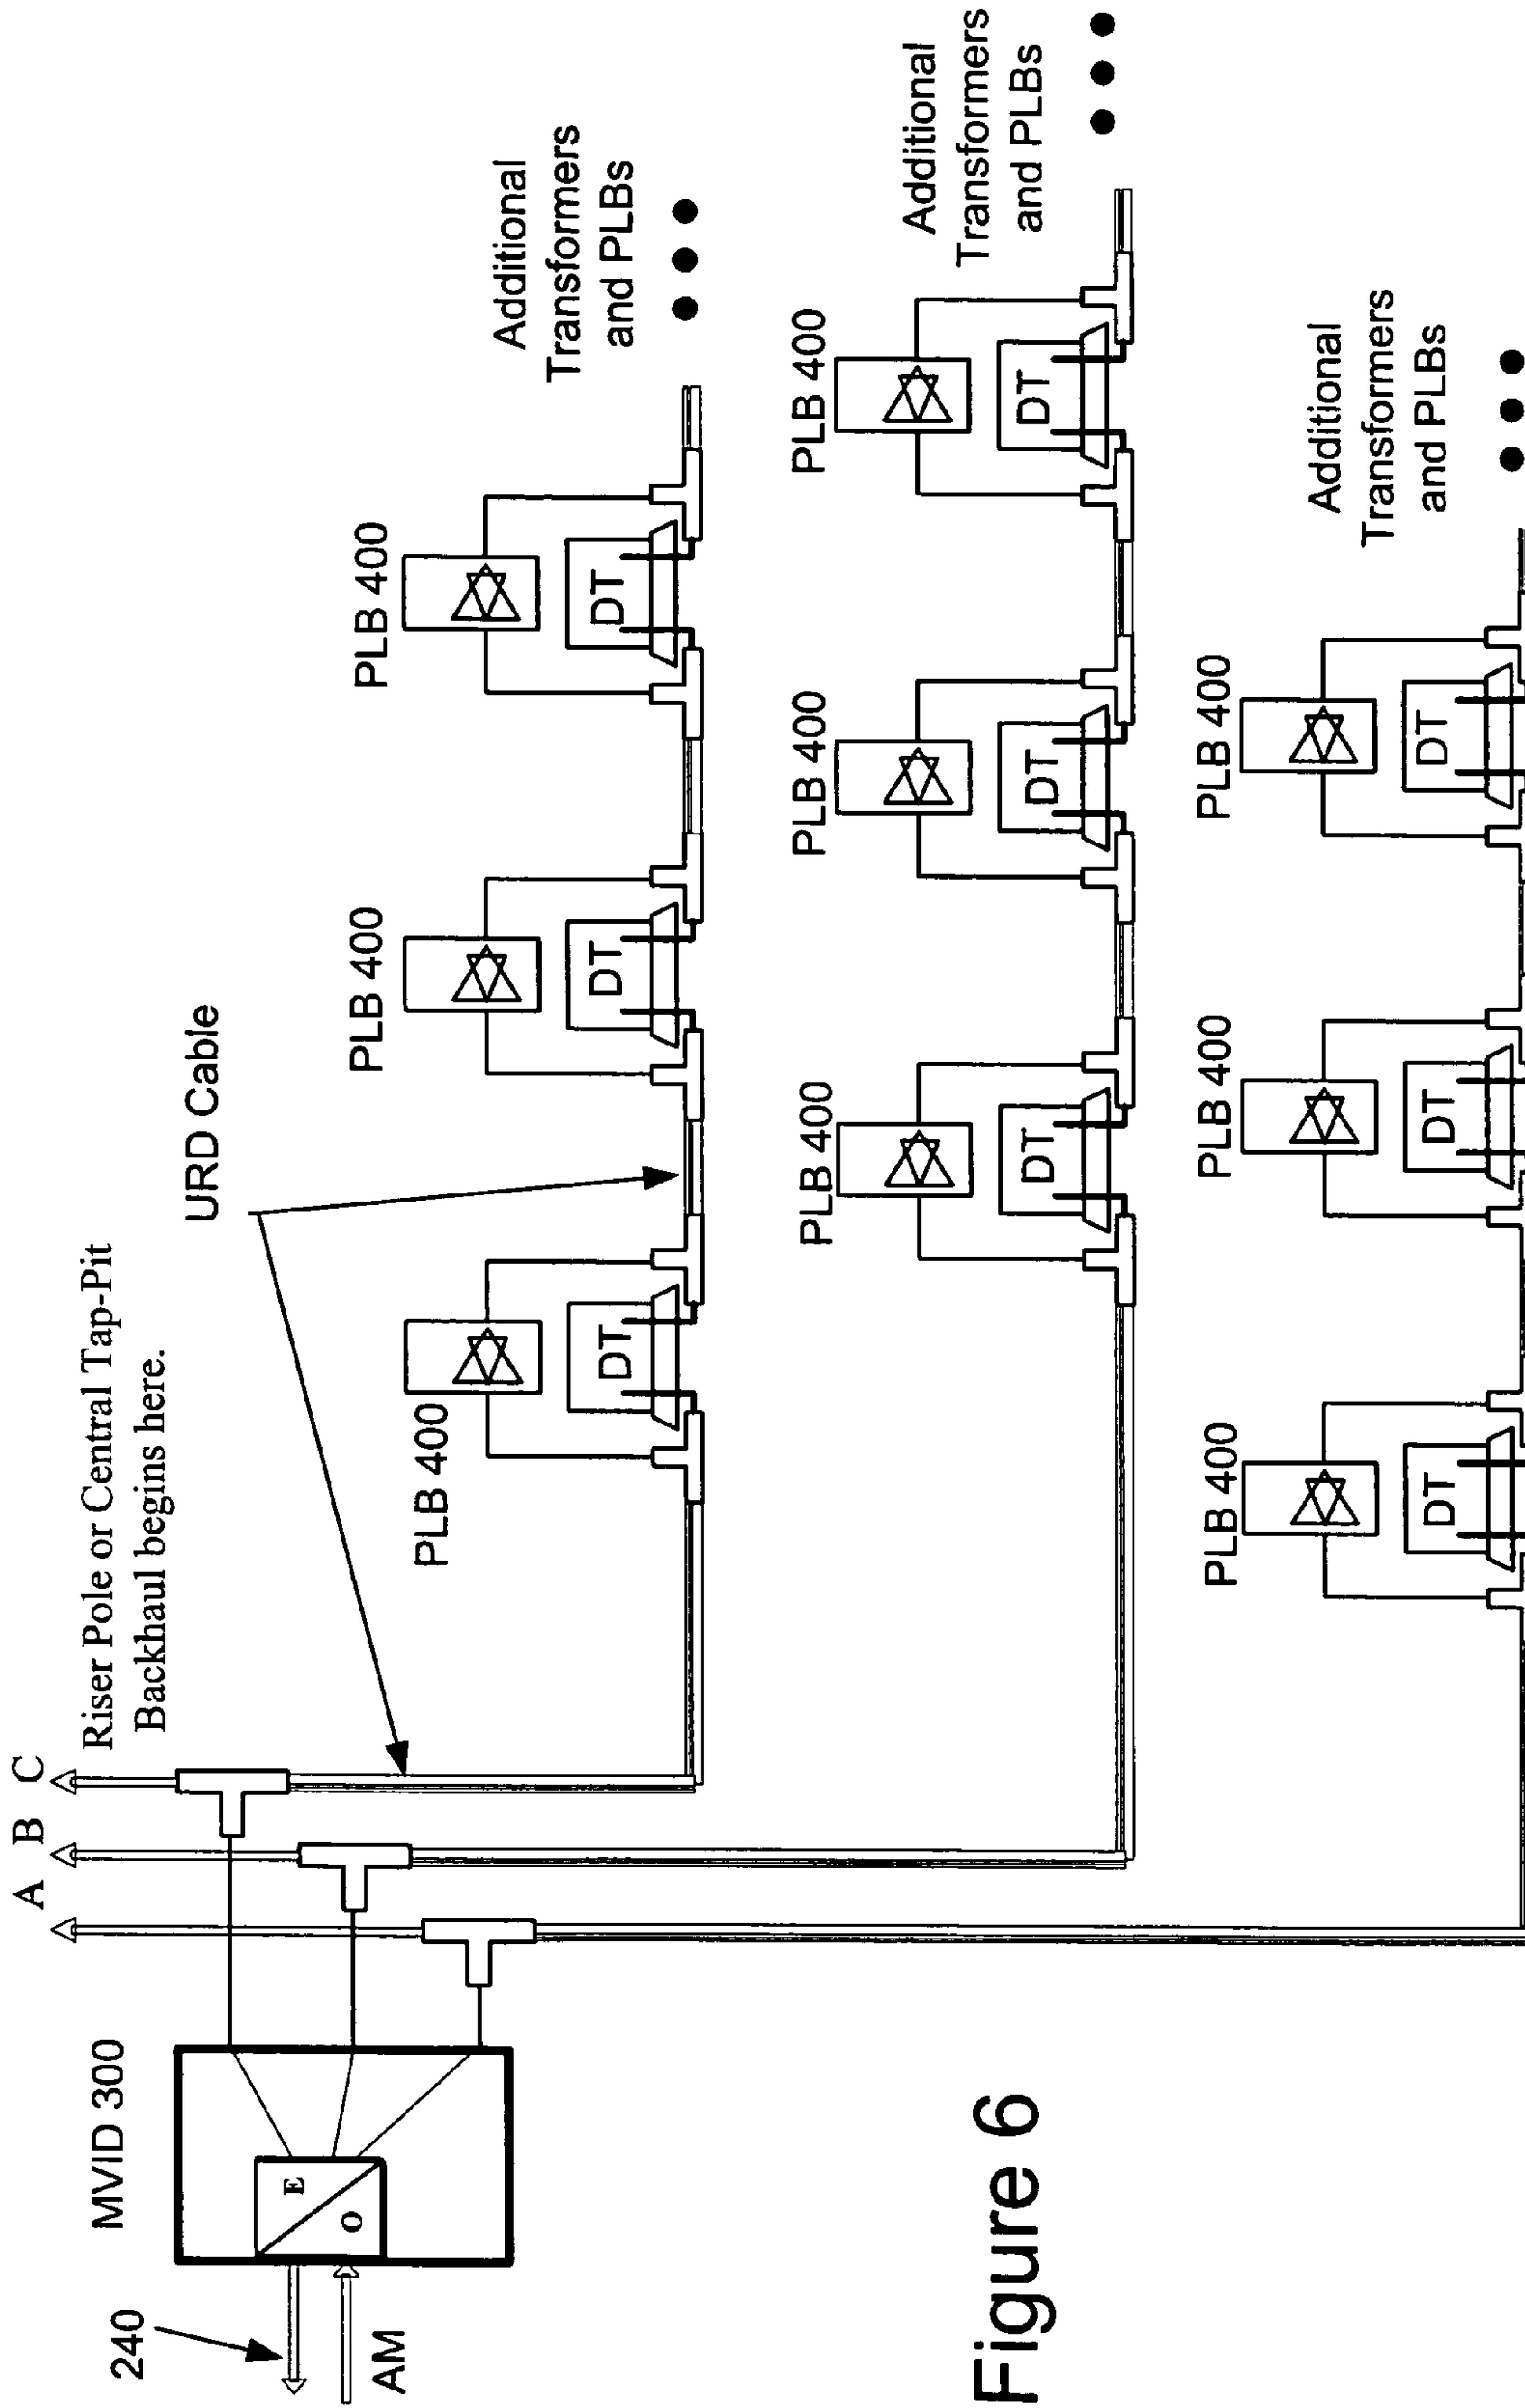 A
B
C
Riser Pole or Central Tap-Pit
Backhaul begins here.
MVID 300
E
O
240
AM
URD Cable
PLB 400
DT
PLB 400
DT
PLB 400
DT
Additional
Transformers
and PLBs
PLB 400
DT
PLB 400
DT
PLB 400
DT
Additional
Transformers
and PLBs
PLB 400
DT
PLB 400
DT
PLB 400
DT
Additional
Transformers
and PLBs
Figure 6